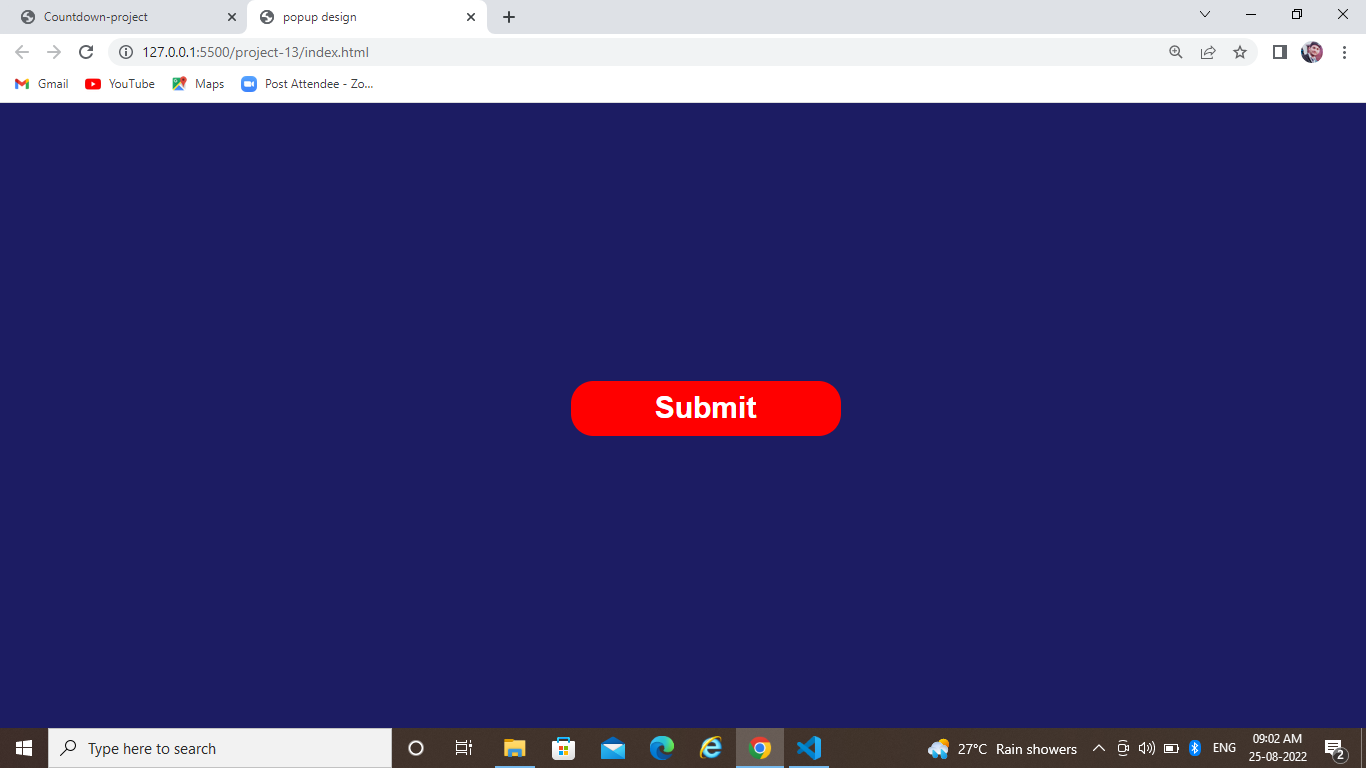 Countdown-project
popup design
127.0.0.1:5500/project-13/index.html
Gmail
YouTube
Maps
Post Attendee - Zo...
Submit
Type here to search
27°C Rain showers
ENG
09:02 AM
25-08-2022
2